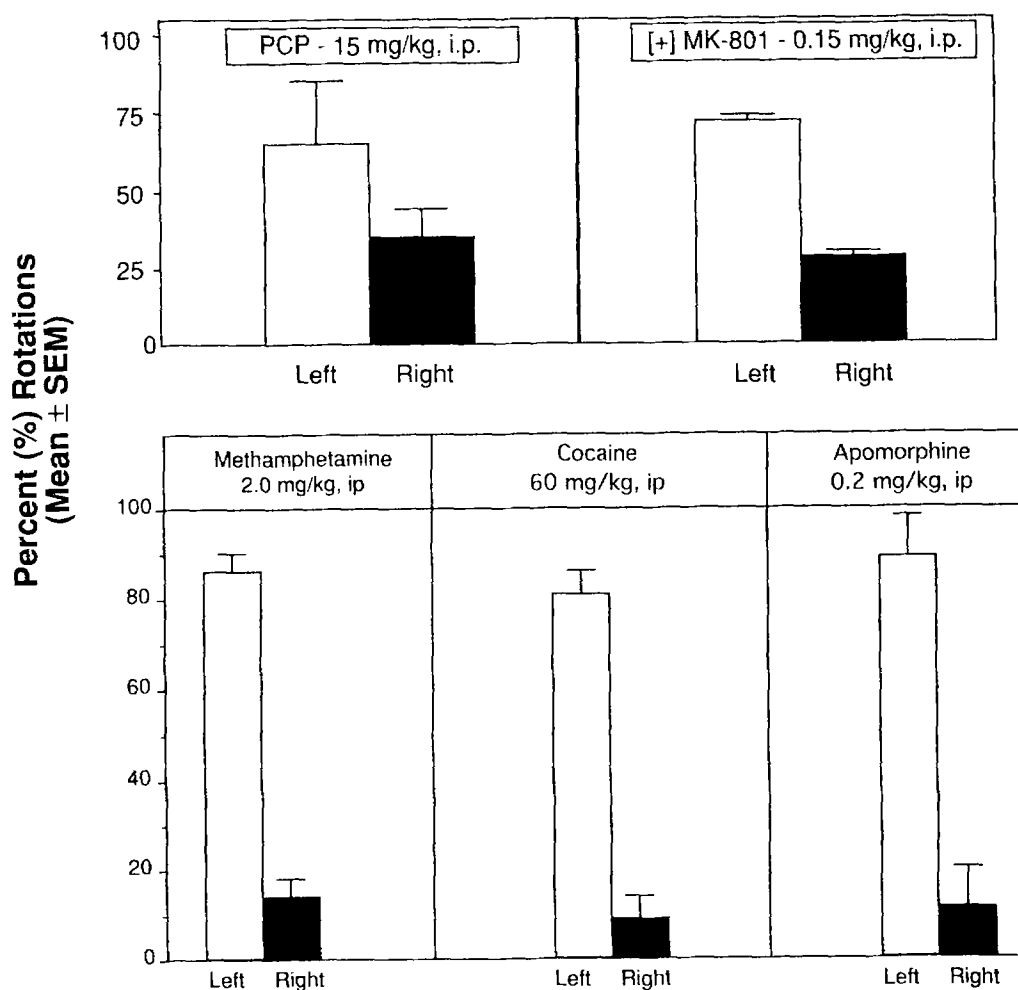 Percent (%) Rotations
(Mean ± SEM)
PCP - 15 mg/kg, i.p.
[+] MK-801 - 0.15 mg/kg, i.p.
100
75
50
25
0
Left Right
Left Right
Methamphetamine
2.0 mg/kg, ip
Cocaine
60 mg/kg, ip
Apomorphine
0.2 mg/kg, ip
100
80
60
40
20
0
Left Right
Left Right
Left Right